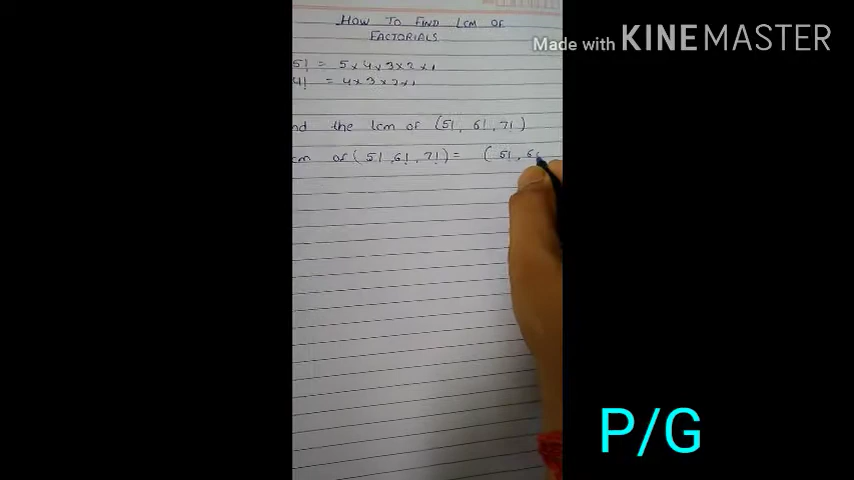 HOW TO FIND LCM OF
FACTORIALS
Made with KINEMASTER
5! = 5 x 4 x 3 x 2 x 1
4! = 4 x 3 x 2 x 1
nd the lcm of (5!, 6!, 7!)
cm of (5!, 6!, 7!) = (5!, 6
P/G